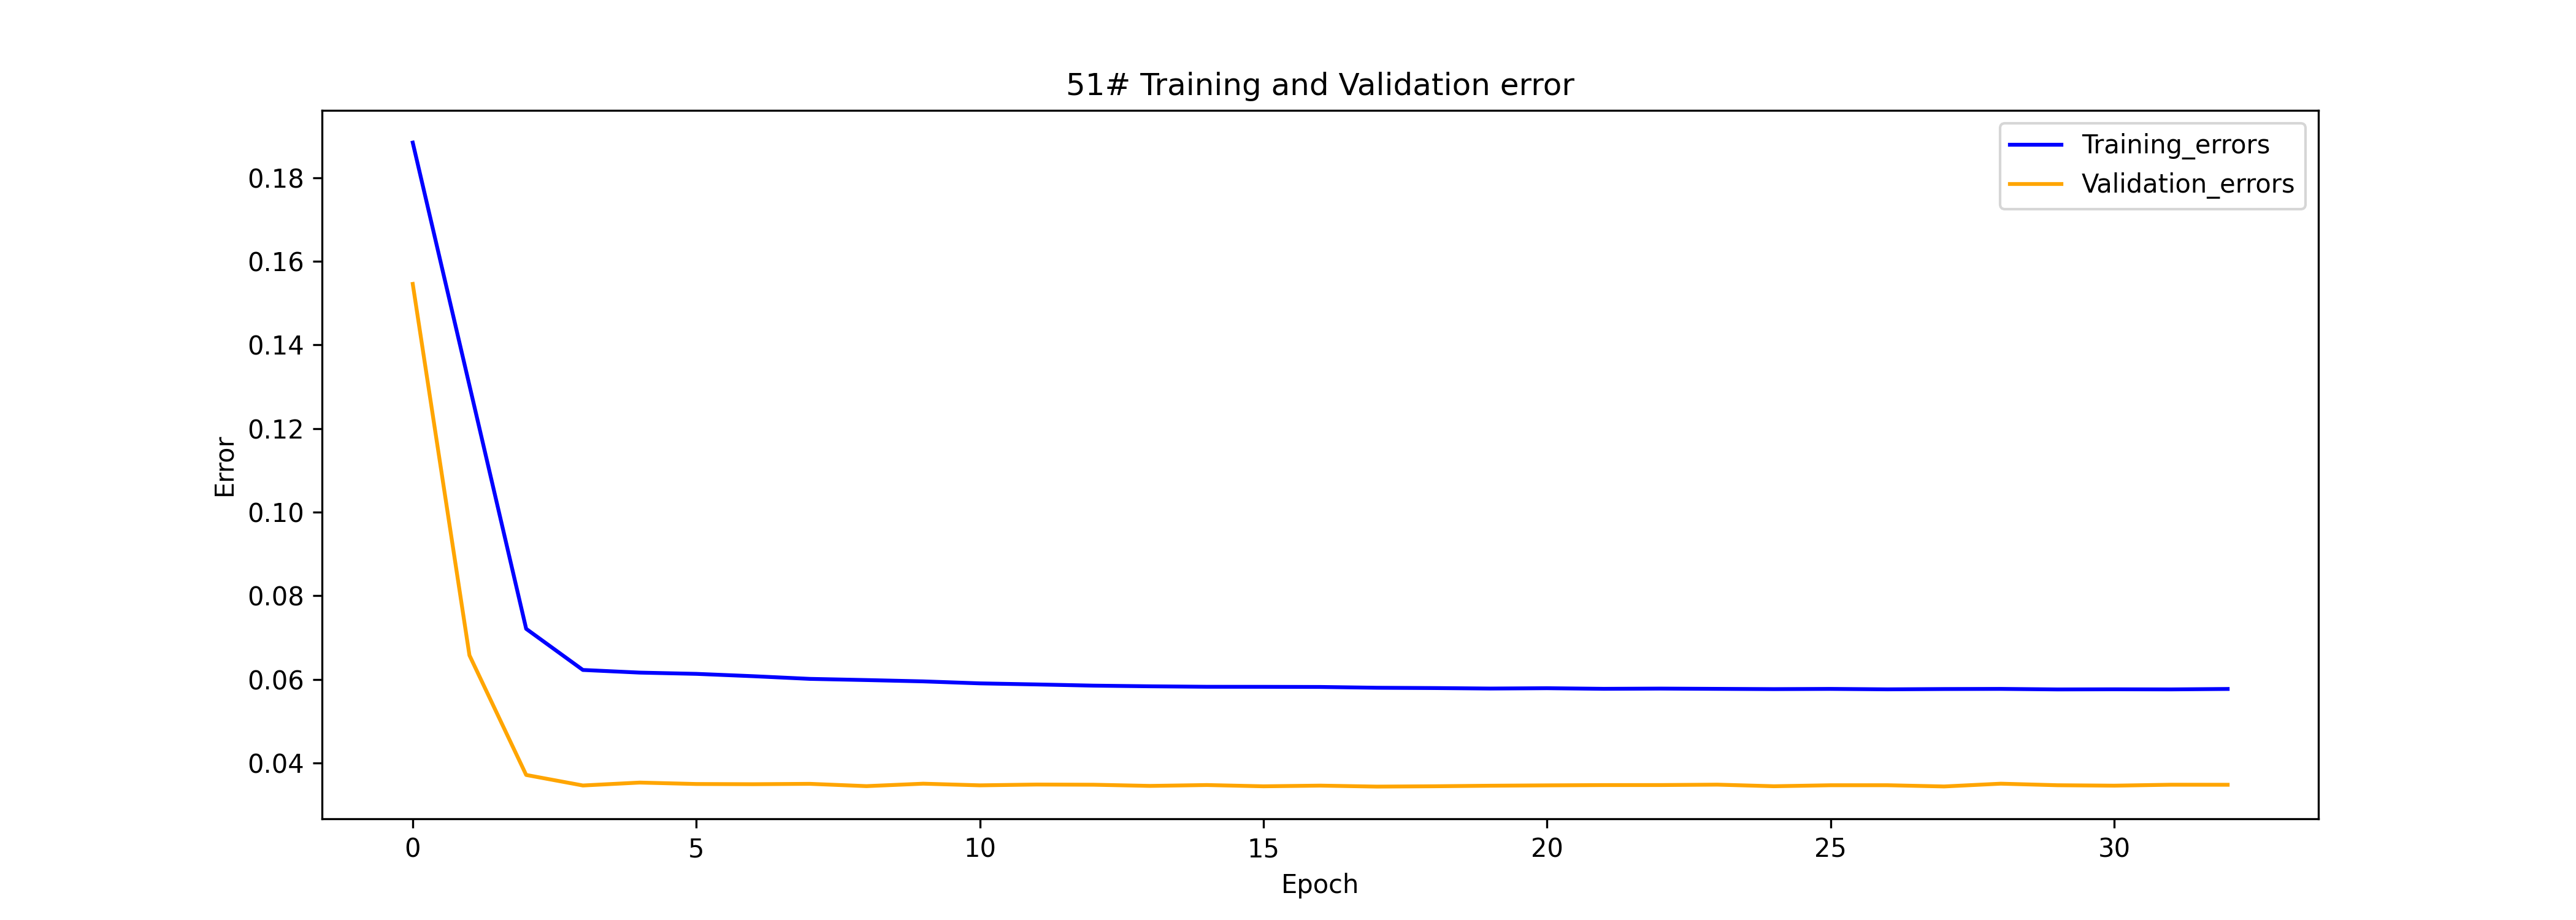 51# Training and Validation error
Training_errors
Validation_errors
0.18
0.16
0.14
0.12
0.10
0.08
0.06
0.04
Error
0 5 10 15 20 25 30
Epoch